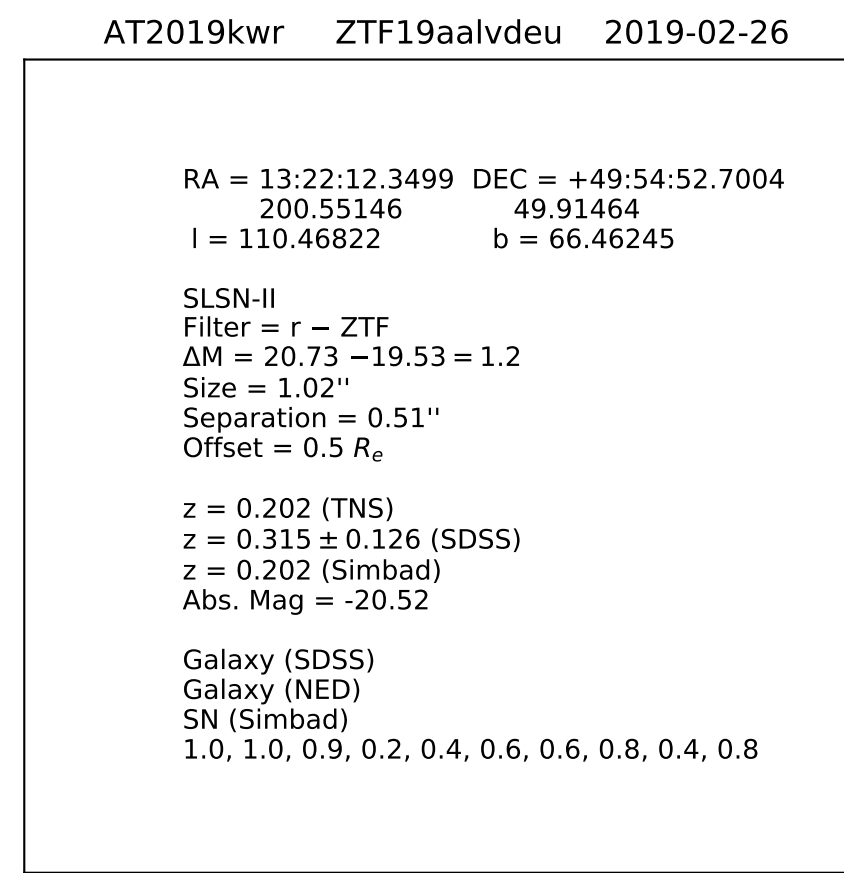 AT2019kwr ZTF19aalvdeu 2019-02-26
RA = 13:22:12.3499 DEC = +49:54:52.7004
200.55146 49.91464
l = 110.46822 b = 66.46245
SLSN-II
Filter = r − ZTF
ΔM = 20.73 −19.53 = 1.2
Size = 1.02''
Separation = 0.51''
Offset = 0.5 Rₑ
z = 0.202 (TNS)
z = 0.315 ± 0.126 (SDSS)
z = 0.202 (Simbad)
Abs. Mag = -20.52
Galaxy (SDSS)
Galaxy (NED)
SN (Simbad)
1.0, 1.0, 0.9, 0.2, 0.4, 0.6, 0.6, 0.8, 0.4, 0.8